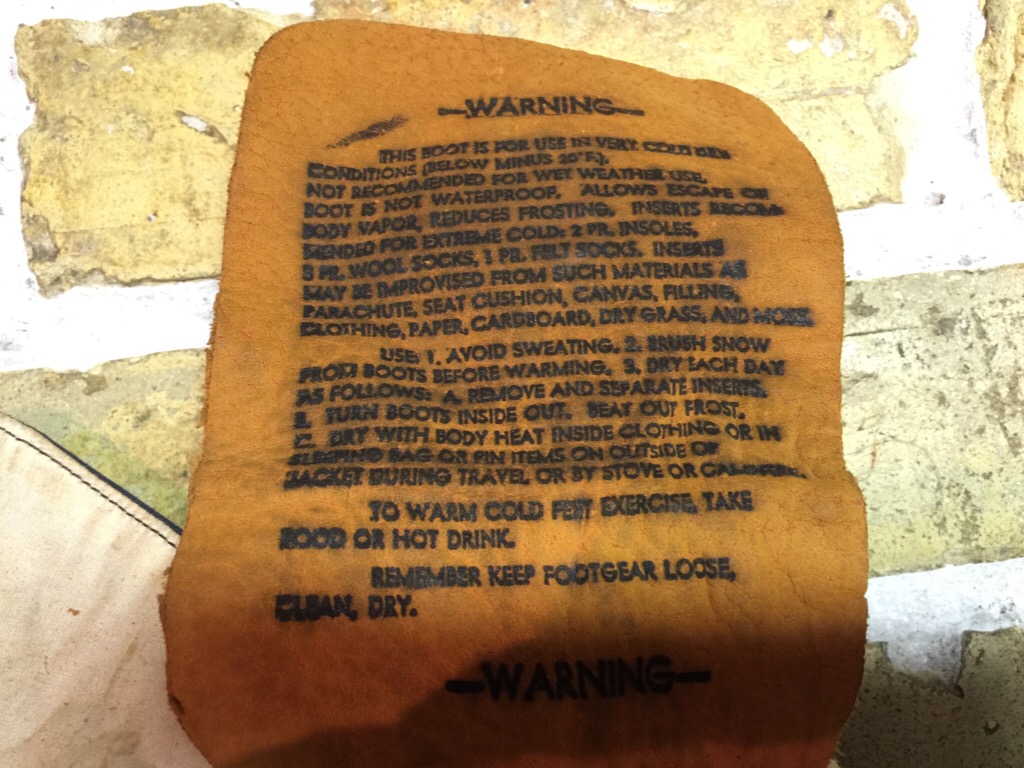 —WARNING—
THIS BOOT IS FOR USE IN VERY COLD DRY
CONDITIONS (BELOW MINUS 20°F.).
NOT RECOMMENDED FOR WET WEATHER USE.
BOOT IS NOT WATERPROOF. ALLOWS ESCAPE OF
BODY VAPOR, REDUCES FROSTING. INSERTS RECOM-
MENDED FOR EXTREME COLD: 2 PR. INSOLES,
3 PR. WOOL SOCKS, 1 PR. FELT SOCKS. INSERTS
MAY BE IMPROVISED FROM SUCH MATERIALS AS
PARACHUTE, SEAT CUSHION, CANVAS, FILLING,
CLOTHING, PAPER, CARDBOARD, DRY GRASS, AND MOSS.
USE: 1. AVOID SWEATING. 2. BRUSH SNOW
FROM BOOTS BEFORE WARMING. 3. DRY EACH DAY
AS FOLLOWS: A. REMOVE AND SEPARATE INSERTS.
B. TURN BOOTS INSIDE OUT. BEAT OUT FROST.
C. DRY WITH BODY HEAT INSIDE CLOTHING OR IN
SLEEPING BAG OR PIN ITEMS ON OUTSIDE OF
JACKET DURING TRAVEL OR BY STOVE OR
TO WARM COLD FEET EXERCISE, TAKE
FOOD OR HOT DRINK.
REMEMBER KEEP FOOTGEAR LOOSE,
CLEAN, DRY.
—WARNING—